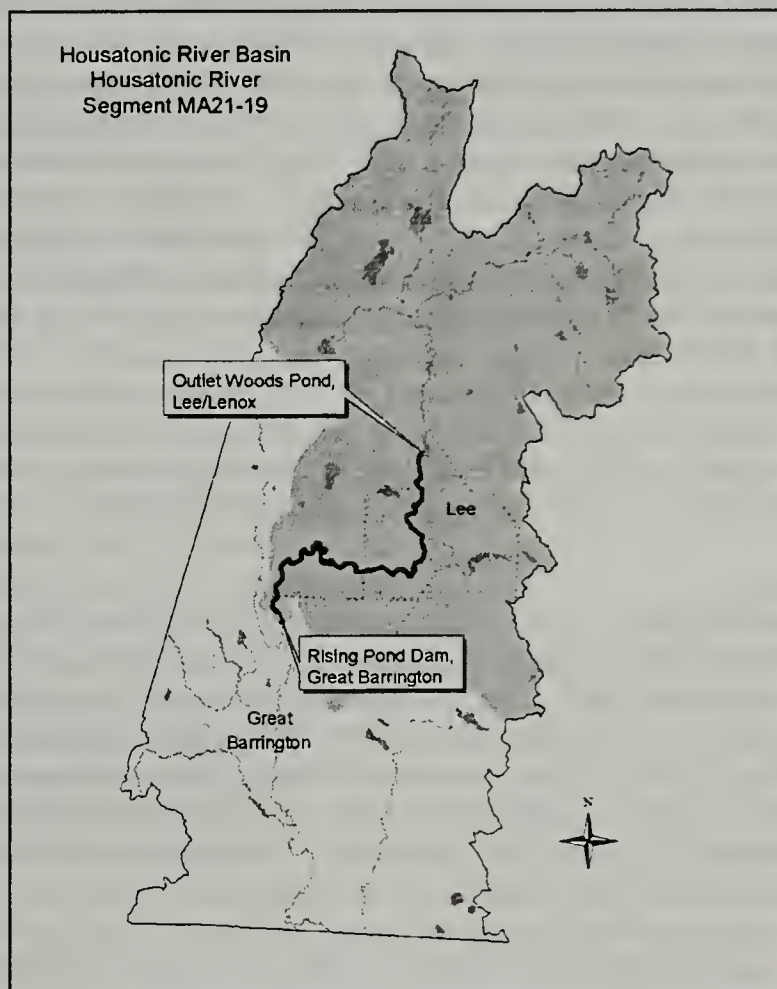 Housatonic River Basin
Housatonic River
Segment MA21-19
Outlet Woods Pond,
Lee/Lenox
Lee
Rising Pond Dam,
Great Barrington
Great
Barrington
N